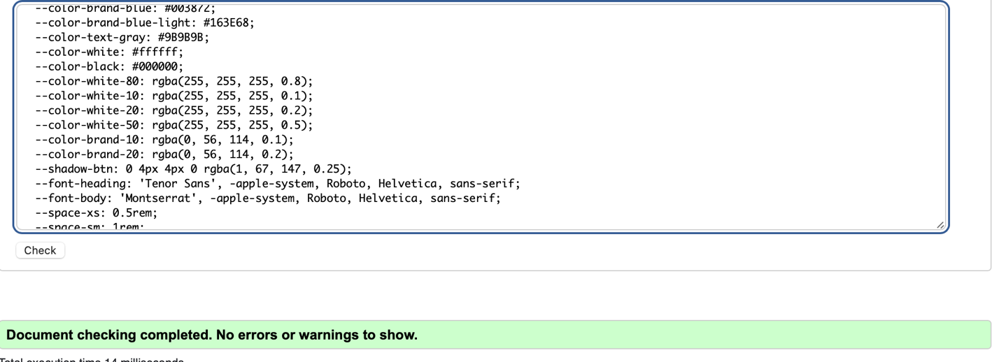 --color-brand-blue: #003872;
--color-brand-blue-light: #163E68;
--color-text-gray: #9B9B9B;
--color-white: #ffffff;
--color-black: #000000;
--color-white-80: rgba(255, 255, 255, 0.8);
--color-white-10: rgba(255, 255, 255, 0.1);
--color-white-20: rgba(255, 255, 255, 0.2);
--color-white-50: rgba(255, 255, 255, 0.5);
--color-brand-10: rgba(0, 56, 114, 0.1);
--color-brand-20: rgba(0, 56, 114, 0.2);
--shadow-btn: 0 4px 4px 0 rgba(1, 67, 147, 0.25);
--font-heading: 'Tenor Sans', -apple-system, Roboto, Helvetica, sans-serif;
--font-body: 'Montserrat', -apple-system, Roboto, Helvetica, sans-serif;
--space-xs: 0.5rem;
--space-sm: 1rem;
Check
Document checking completed. No errors or warnings to show.
Total execution time 14 milliseconds